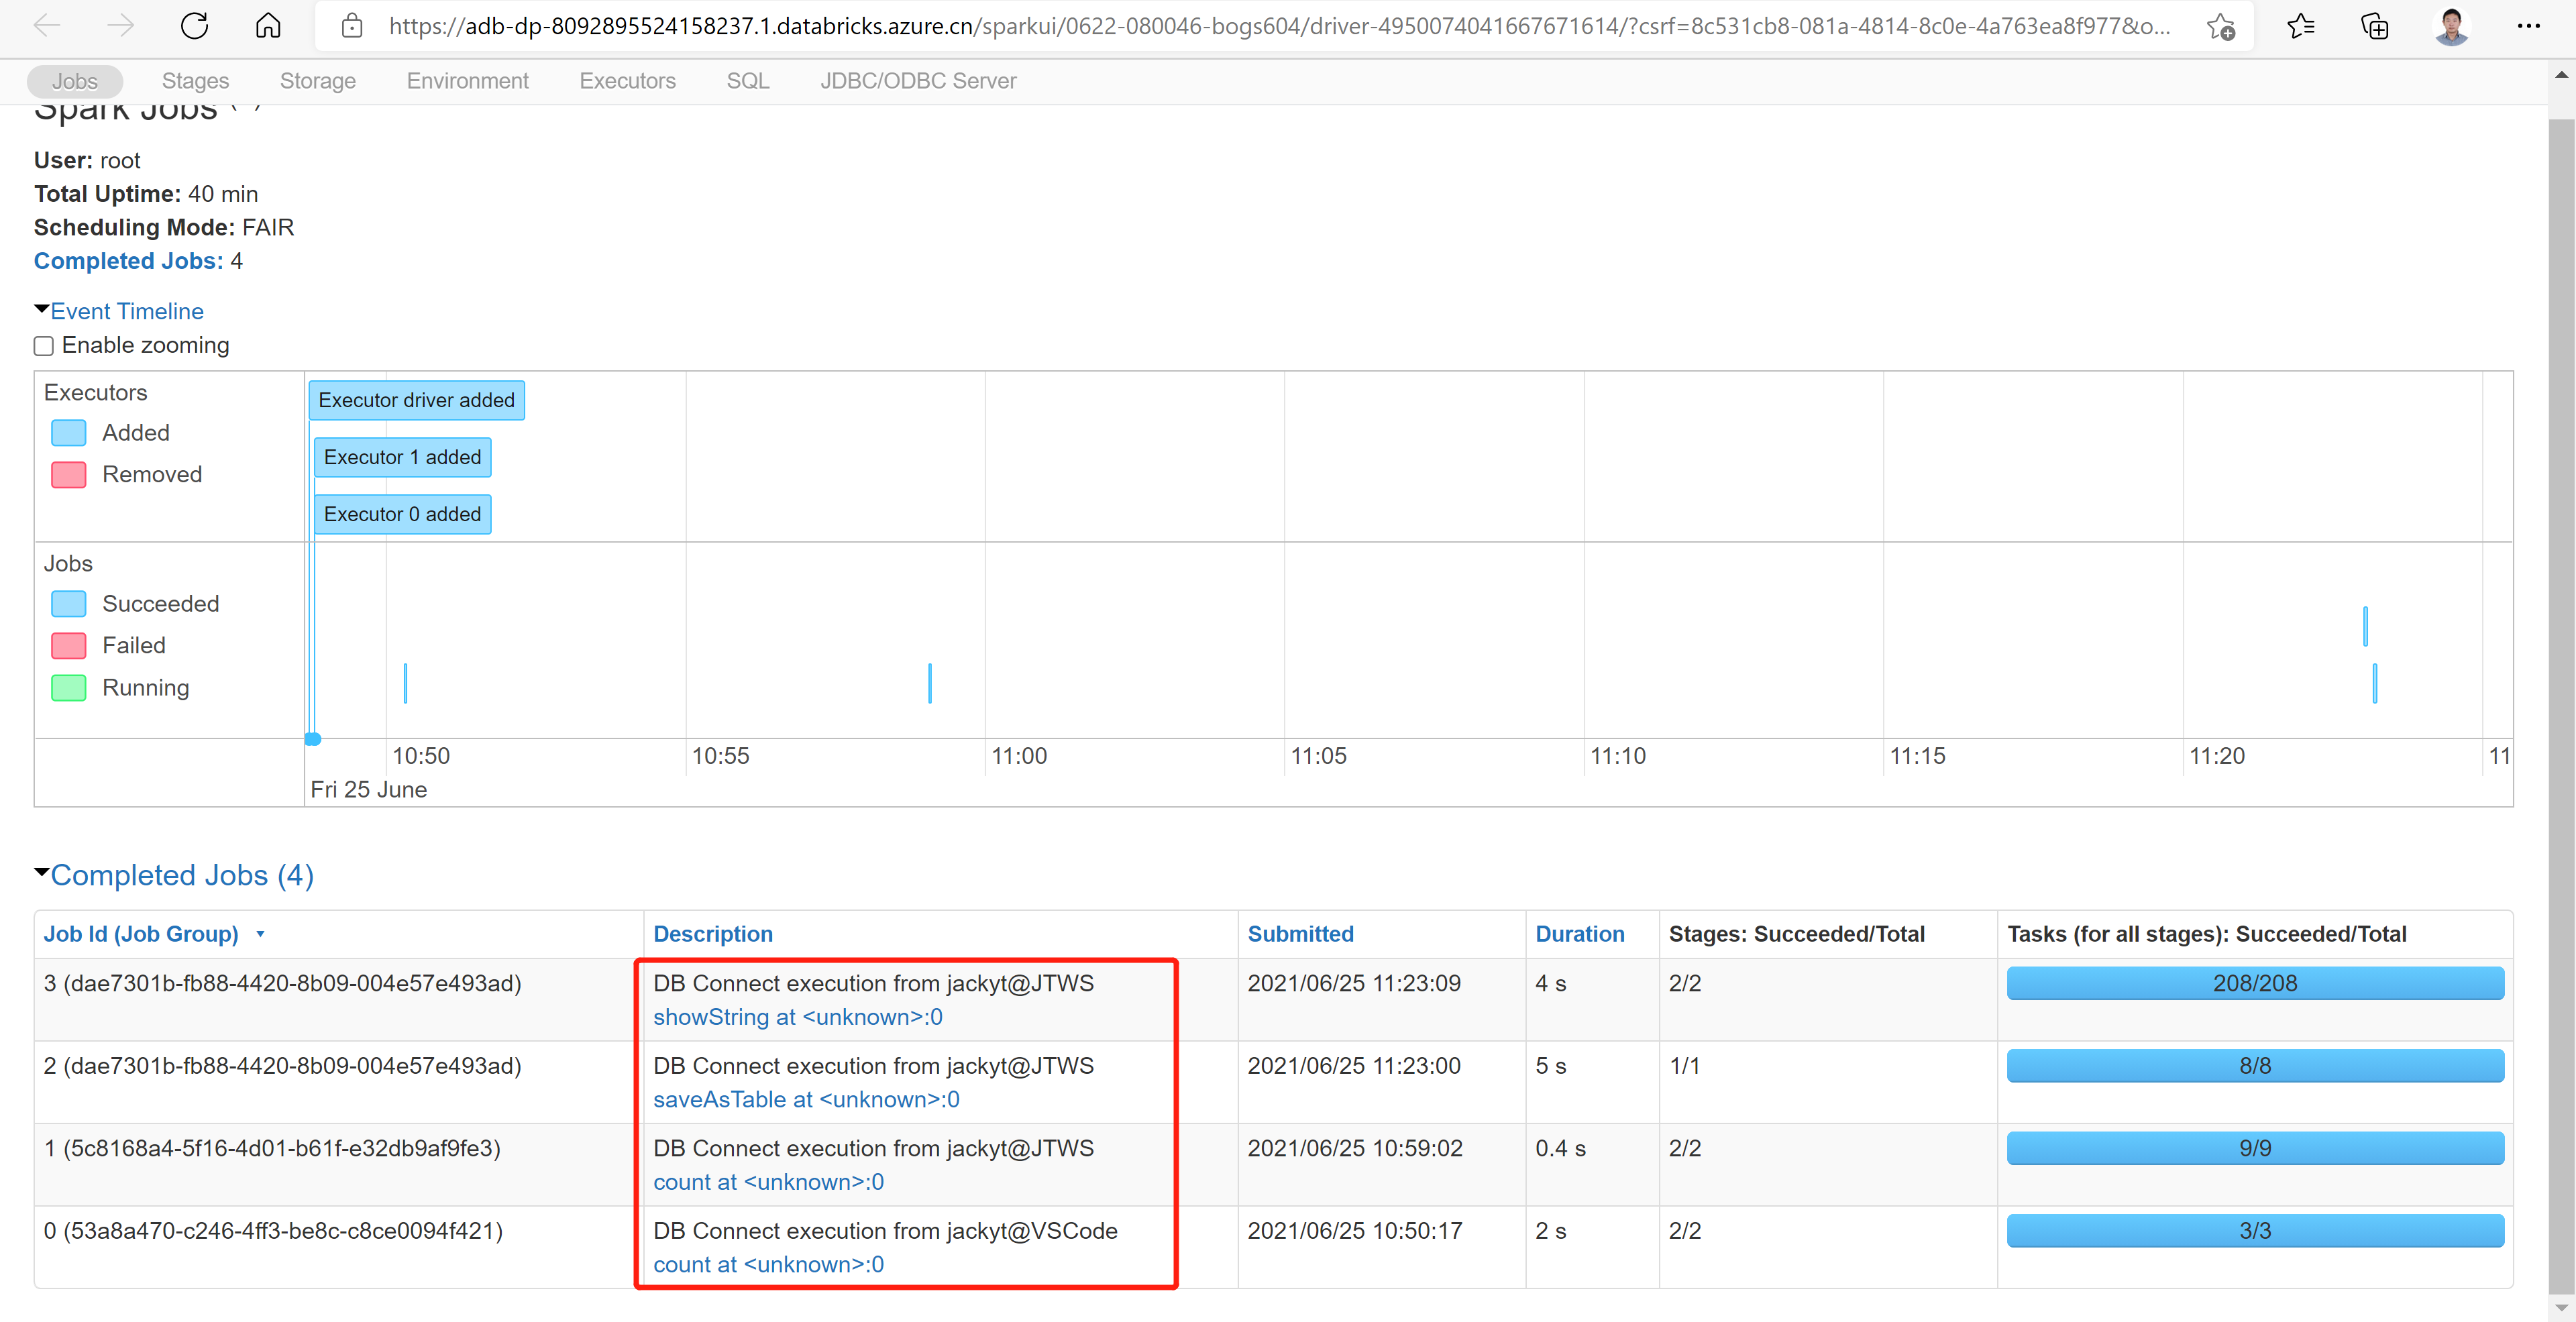 https://adb-dp-8092895524158237.1.databricks.azure.cn/sparkui/0622-080046-bogs604/driver-4950074041667671614/?csrf=8c531cb8-081a-4814-8c0e-4a763ea8f977&o...
Jobs Stages Storage Environment Executors SQL JDBC/ODBC Server
Spark Jobs
User: root
Total Uptime: 40 min
Scheduling Mode: FAIR
Completed Jobs: 4
Event Timeline
Enable zooming
Executors
Added
Removed
Executor driver added
Executor 1 added
Executor 0 added
Jobs
Succeeded
Failed
Running
10:50 10:55 11:00 11:05 11:10 11:15 11:20 11
Fri 25 June
Completed Jobs (4)
Job Id (Job Group) Description Submitted Duration Stages: Succeeded/Total Tasks (for all stages): Succeeded/Total
3 (dae7301b-fb88-4420-8b09-004e57e493ad) DB Connect execution from jackyt@JTWS 2021/06/25 11:23:09 4 s 2/2 208/208
showString at <unknown>:0
2 (dae7301b-fb88-4420-8b09-004e57e493ad) DB Connect execution from jackyt@JTWS 2021/06/25 11:23:00 5 s 1/1 8/8
saveAsTable at <unknown>:0
1 (5c8168a4-5f16-4d01-b61f-e32db9af9fe3) DB Connect execution from jackyt@JTWS 2021/06/25 10:59:02 0.4 s 2/2 9/9
count at <unknown>:0
0 (53a8a470-c246-4ff3-be8c-c8ce0094f421) DB Connect execution from jackyt@VSCode 2021/06/25 10:50:17 2 s 2/2 3/3
count at <unknown>:0